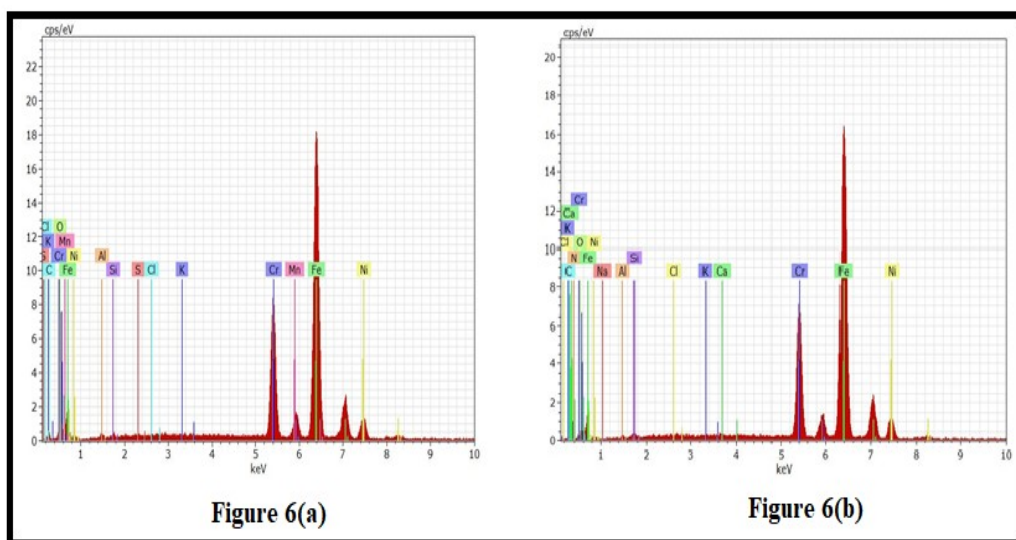 cps/eV
22
20
18
16
14
12
10
8
6
4
2
0
Cl O
K Mn
S Cr Ni Al
C Fe Si S Cl K Cr Mn Fe Ni
1 2 3 4 5 6 7 8 9 10
keV
Figure 6(a)
cps/eV
20
18
16
14
12
10
8
6
4
2
0
Cr
Ca
K
Cl O Ni
N Fe Si
C Na Al Cl K Ca Cr Fe Ni
1 2 3 4 5 6 7 8 9 10
keV
Figure 6(b)